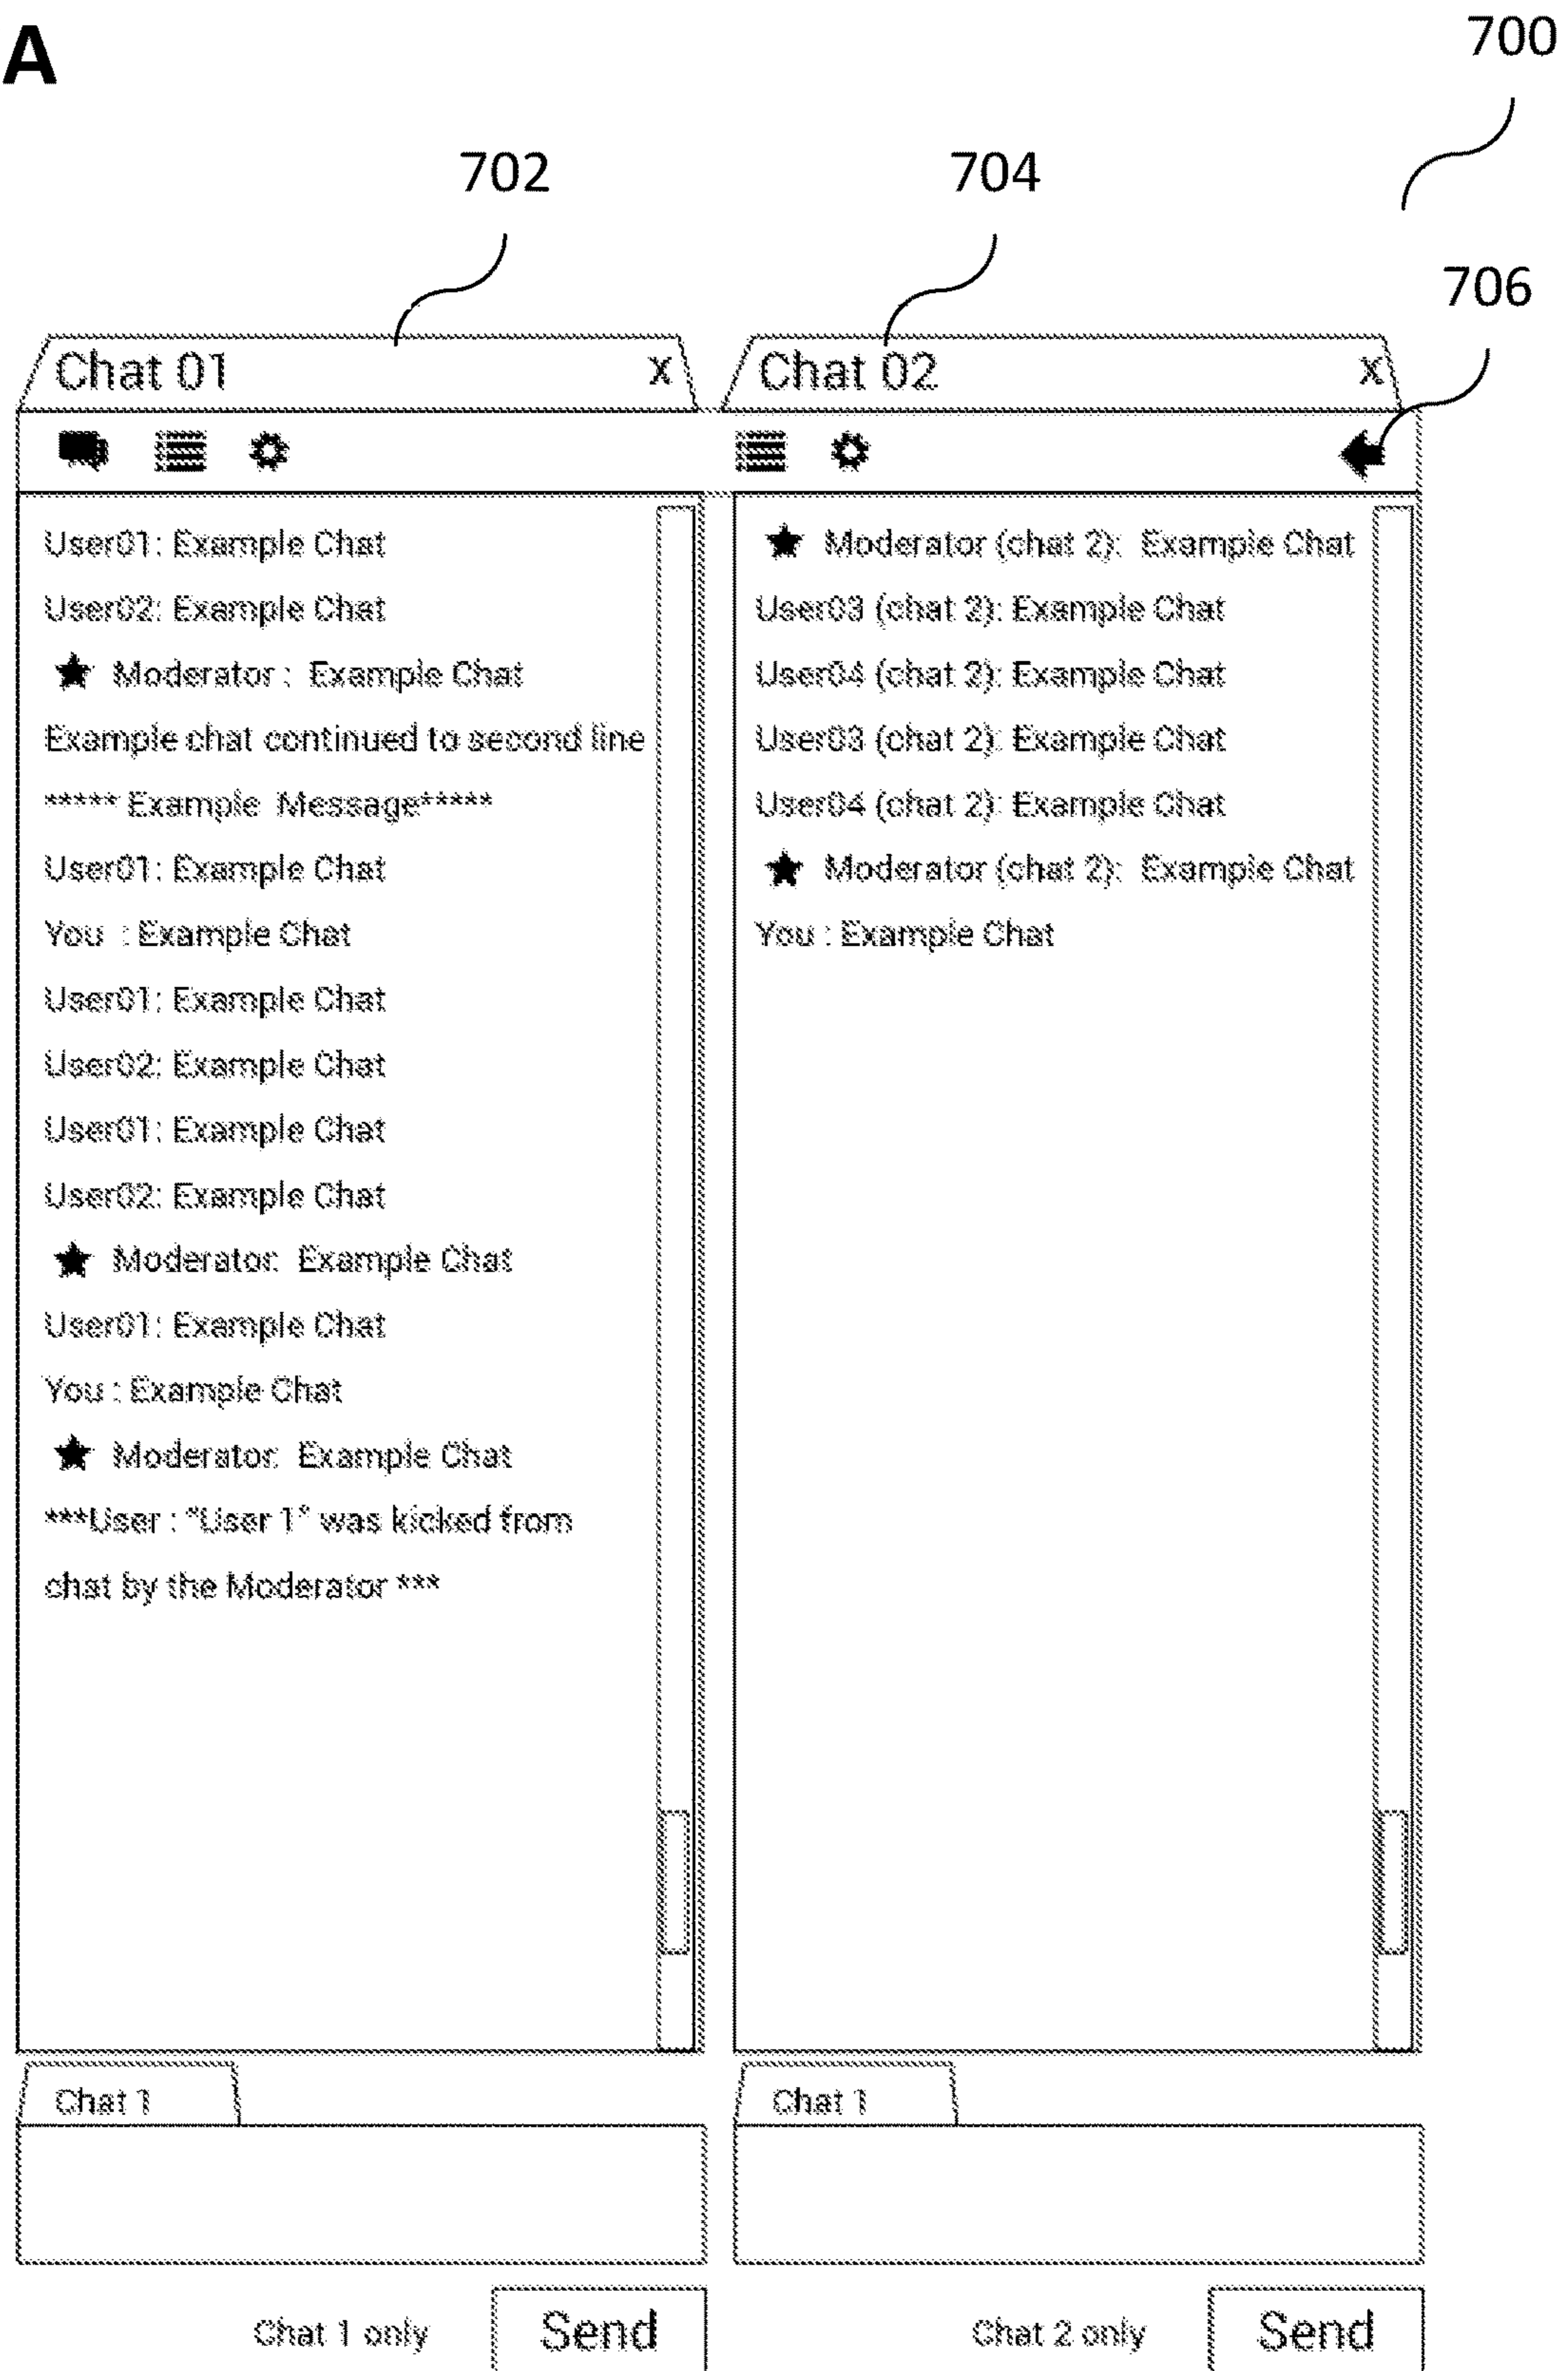 A
700
702
704
706
Chat 01 x
Chat 02 x
User01: Example Chat
User02: Example Chat
★ Moderator : Example Chat
Example chat continued to second line
***** Example Message*****
User01: Example Chat
You : Example Chat
User01: Example Chat
User02: Example Chat
User01: Example Chat
User02: Example Chat
★ Moderator: Example Chat
User01: Example Chat
You : Example Chat
★ Moderator: Example Chat
***User : "User 1" was kicked from
chat by the Moderator ***
★ Moderator (chat 2): Example Chat
User03 (chat 2): Example Chat
User04 (chat 2): Example Chat
User03 (chat 2): Example Chat
User04 (chat 2): Example Chat
★ Moderator (chat 2): Example Chat
You : Example Chat
Chat 1
Chat 1 only
Send
Chat 1
Chat 2 only
Send